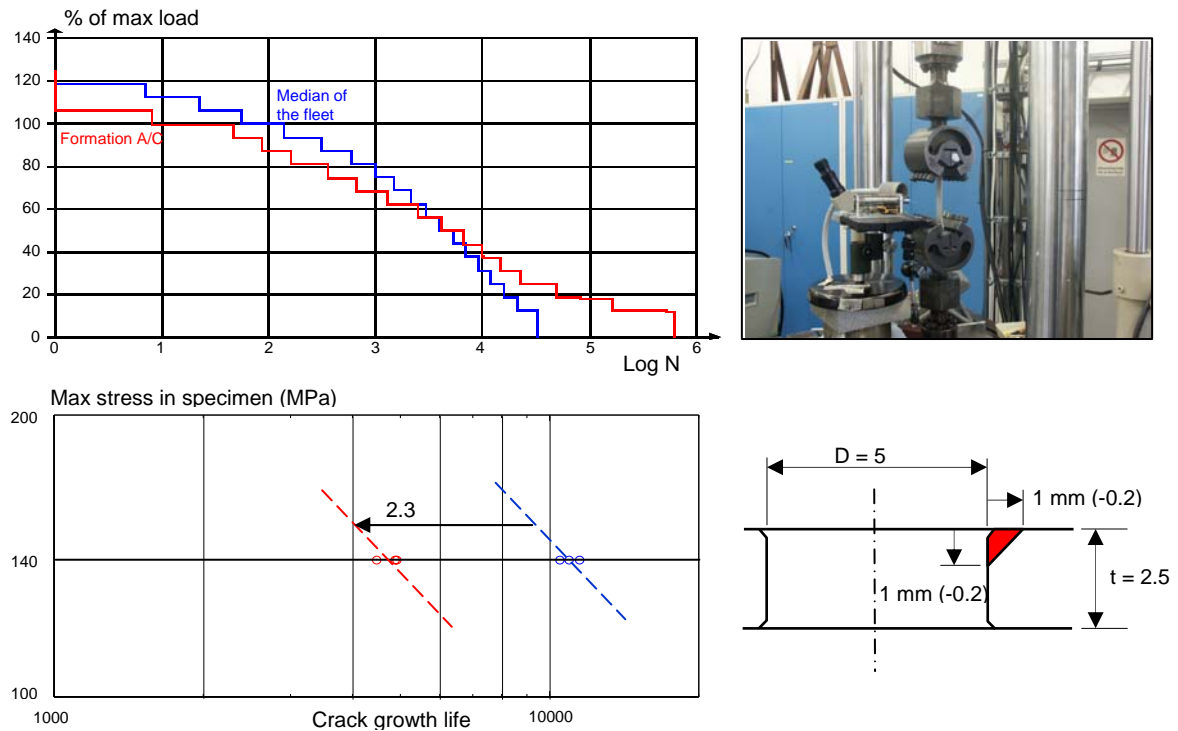 % of max load
140
120
100
80
60
40
20
0
Median of
the fleet
Formation A/C
0
1
2
3
4
5
6
Log N
Max stress in specimen (MPa)
200
140
100
2.3
1000
Crack growth life
10000
D = 5
1 mm (-0.2)
1 mm (-0.2)
t = 2.5